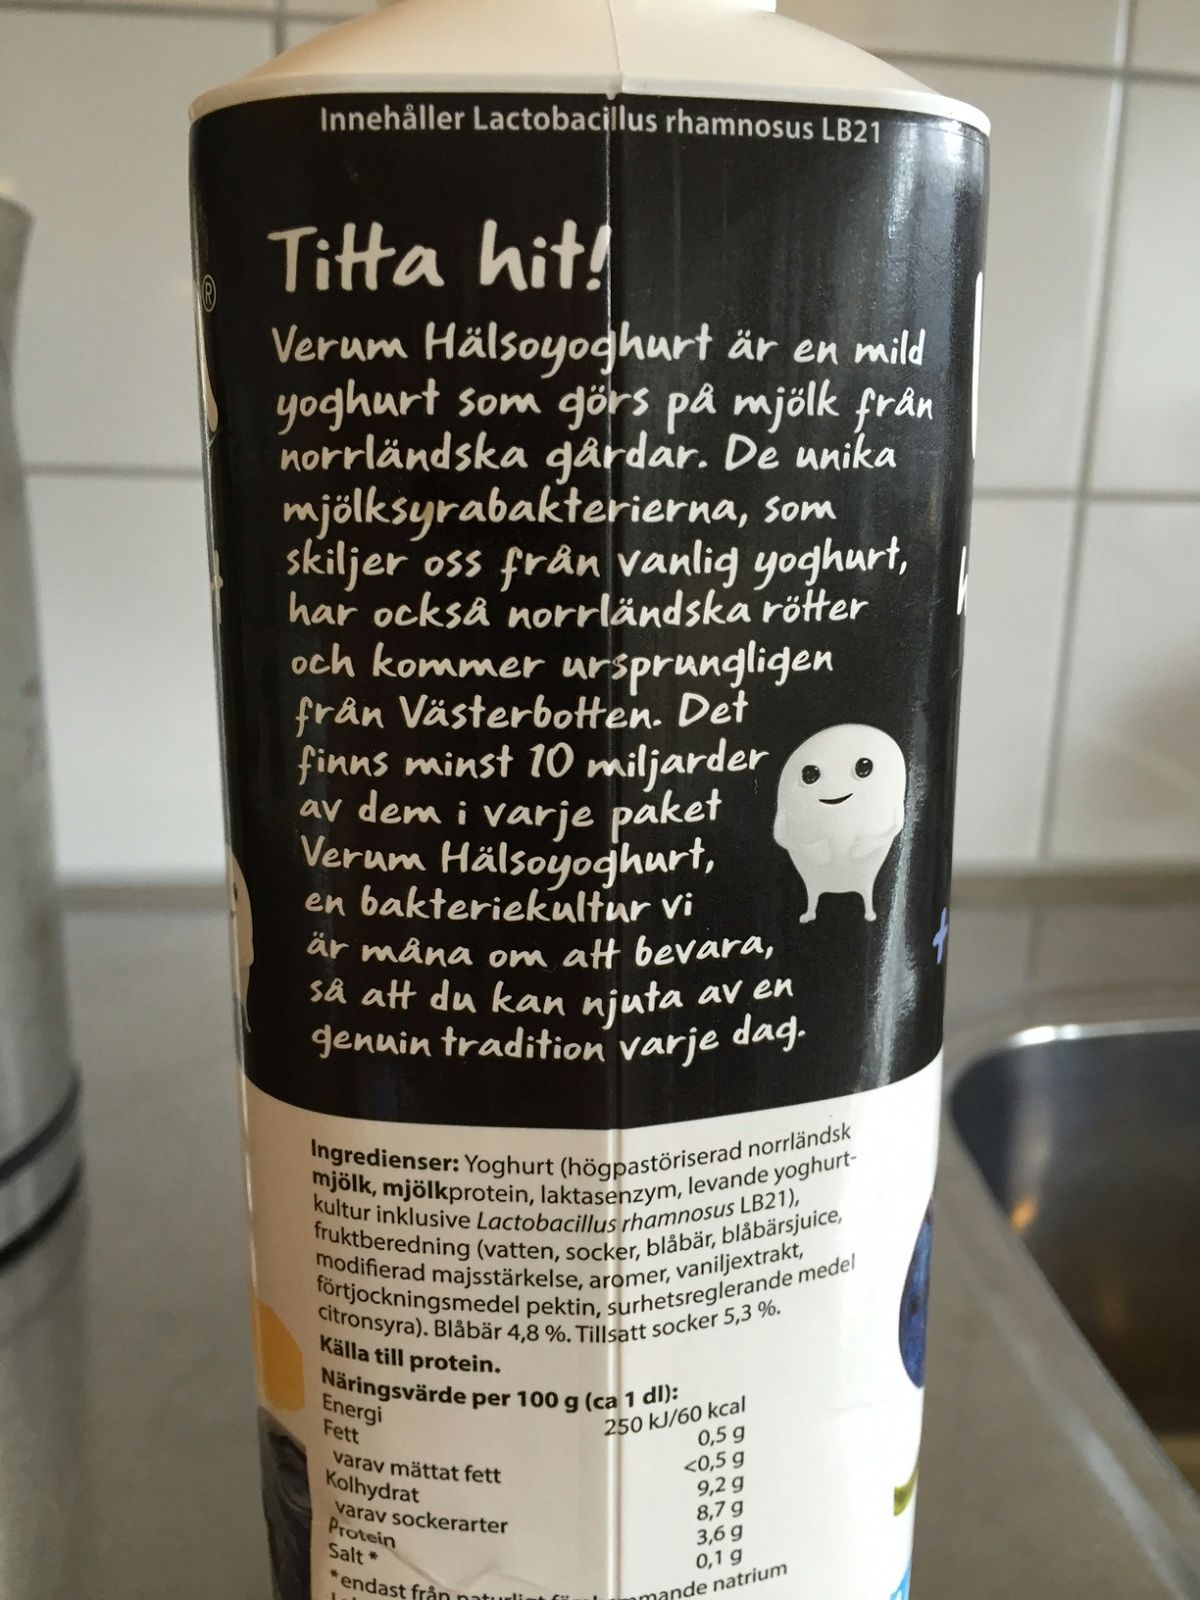 Innehåller Lactobacillus rhamnosus LB21
®
Titta hit!
Verum Hälsoyoghurt är en mild
yoghurt som görs på mjölk från
norrländska gårdar. De unika
mjölksyrabakterierna, som
skiljer oss från vanlig yoghurt,
har också norrländska rötter
och kommer ursprungligen
från Västerbotten. Det
finns minst 10 miljarder
av dem i varje paket
Verum Hälsoyoghurt,
en bakteriekultur vi
är måna om att bevara,
så att du kan njuta av en
genuin tradition varje dag.
Ingredienser: Yoghurt (högpastöriserad norrländsk
mjölk, mjölkprotein, laktasenzym, levande yoghurt-
kultur inklusive Lactobacillus rhamnosus LB21),
fruktberedning (vatten, socker, blåbär, blåbärsjuice,
modifierad majsstärkelse, aromer, vaniljextrakt,
förtjockningsmedel pektin, surhetsreglerande medel
citronsyra). Blåbär 4,8 %. Tillsatt socker 5,3 %.
Källa till protein.
Näringsvärde per 100 g (ca 1 dl):
Energi 250 kJ/60 kcal
Fett 0,5 g
varav mättat fett <0,5 g
Kolhydrat 9,2 g
varav sockerarter 8,7 g
Protein 3,6 g
Salt * 0,1 g
*endast från naturligt natrium